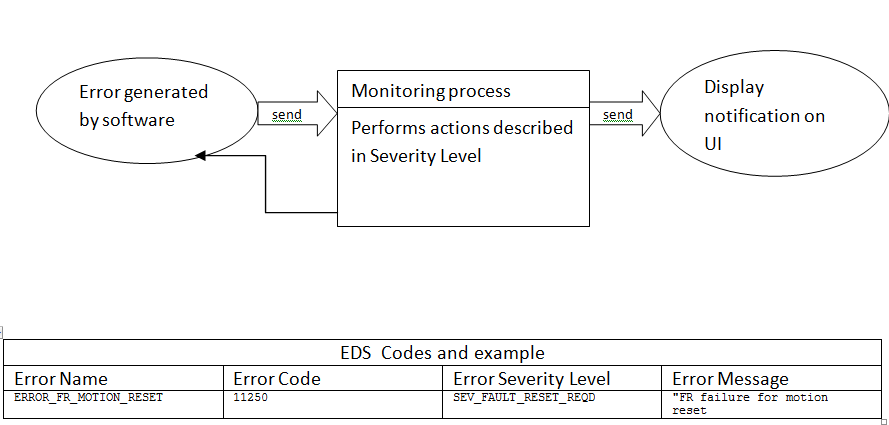 Error generated
by software
send
Monitoring process
Performs actions described
in Severity Level
send
Display
notification on
UI
EDS Codes and example
Error Name Error Code Error Severity Level Error Message
ERROR_FR_MOTION_RESET 11250 SEV_FAULT_RESET_REQD "FR failure for motion
reset